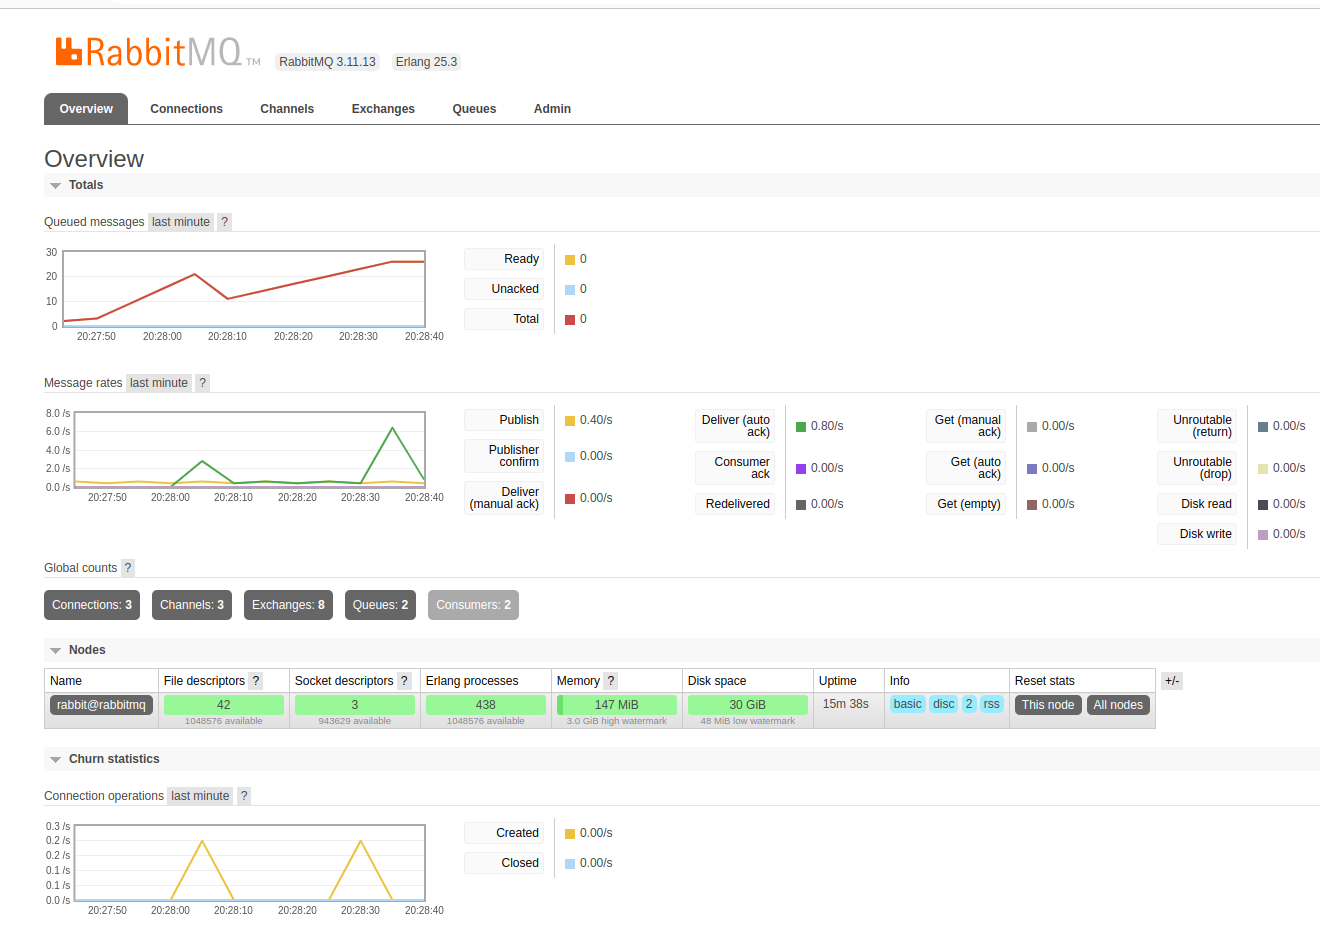 RabbitMQ TM RabbitMQ 3.11.13 Erlang 25.3
Overview Connections Channels Exchanges Queues Admin
Overview
Totals
Queued messages last minute ?
30
20
10
0
20:27:50 20:28:00 20:28:10 20:28:20 20:28:30 20:28:40
Ready 0
Unacked 0
Total 0
Message rates last minute ?
8.0 /s
6.0 /s
4.0 /s
2.0 /s
0.0 /s
20:27:50 20:28:00 20:28:10 20:28:20 20:28:30 20:28:40
Publish 0.40/s
Publisher
confirm 0.00/s
Deliver
(manual ack) 0.00/s
Deliver (auto
ack) 0.80/s
Consumer
ack 0.00/s
Redelivered 0.00/s
Get (manual
ack) 0.00/s
Get (auto
ack) 0.00/s
Get (empty) 0.00/s
Unroutable
(return) 0.00/s
Unroutable
(drop) 0.00/s
Disk read 0.00/s
Disk write 0.00/s
Global counts ?
Connections: 3 Channels: 3 Exchanges: 8 Queues: 2 Consumers: 2
Nodes
Name File descriptors ? Socket descriptors ? Erlang processes Memory ? Disk space Uptime Info Reset stats +/-
rabbit@rabbitmq 42 3 438 147 MiB 30 GiB 15m 38s basic disc 2 rss This node All nodes
1048576 available 943629 available 1048576 available 3.0 GiB high watermark 48 MiB low watermark
Churn statistics
Connection operations last minute ?
0.3 /s
0.2 /s
0.2 /s
0.1 /s
0.1 /s
0.0 /s
20:27:50 20:28:00 20:28:10 20:28:20 20:28:30 20:28:40
Created 0.00/s
Closed 0.00/s